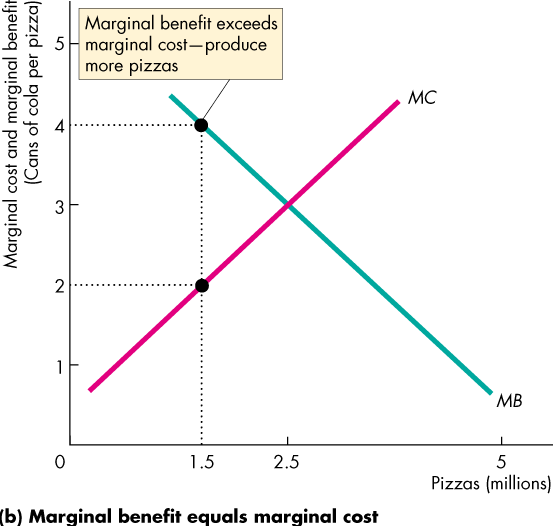 Marginal cost and marginal benefit
(Cans of cola per pizza)
Marginal benefit exceeds
marginal cost—produce
more pizzas
5
4
3
2
1
0
MC
MB
1.5
2.5
5
Pizzas (millions)
(b) Marginal benefit equals marginal cost